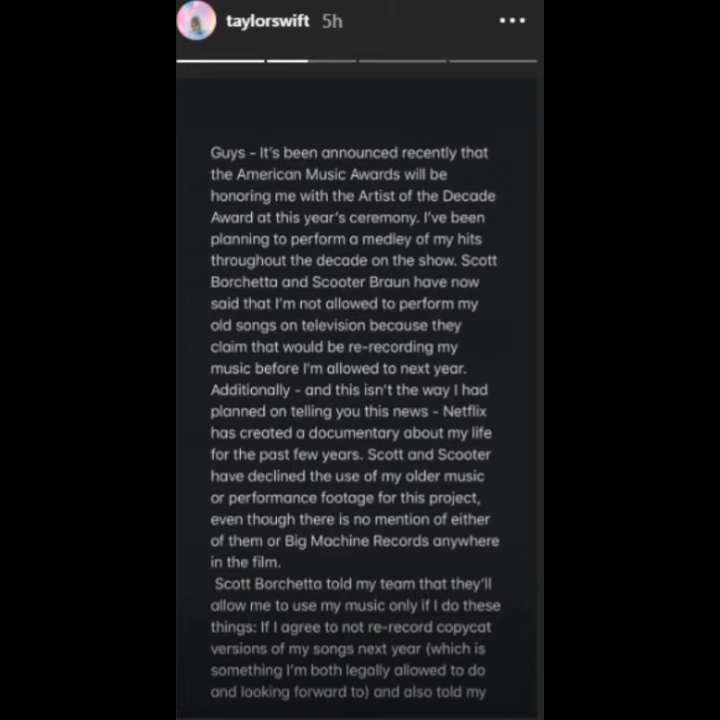 taylorswift 5h
Guys - It's been announced recently that
the American Music Awards will be
honoring me with the Artist of the Decade
Award at this year's ceremony. I've been
planning to perform a medley of my hits
throughout the decade on the show. Scott
Borchetta and Scooter Braun have now
said that I'm not allowed to perform my
old songs on television because they
claim that would be re-recording my
music before I'm allowed to next year.
Additionally - and this isn't the way I had
planned on telling you this news - Netflix
has created a documentary about my life
for the past few years. Scott and Scooter
have declined the use of my older music
or performance footage for this project,
even though there is no mention of either
of them or Big Machine Records anywhere
in the film.
Scott Borchetta told my team that they'll
allow me to use my music only if I do these
things: If I agree to not re-record copycat
versions of my songs next year (which is
something I'm both legally allowed to do
and looking forward to) and also told my